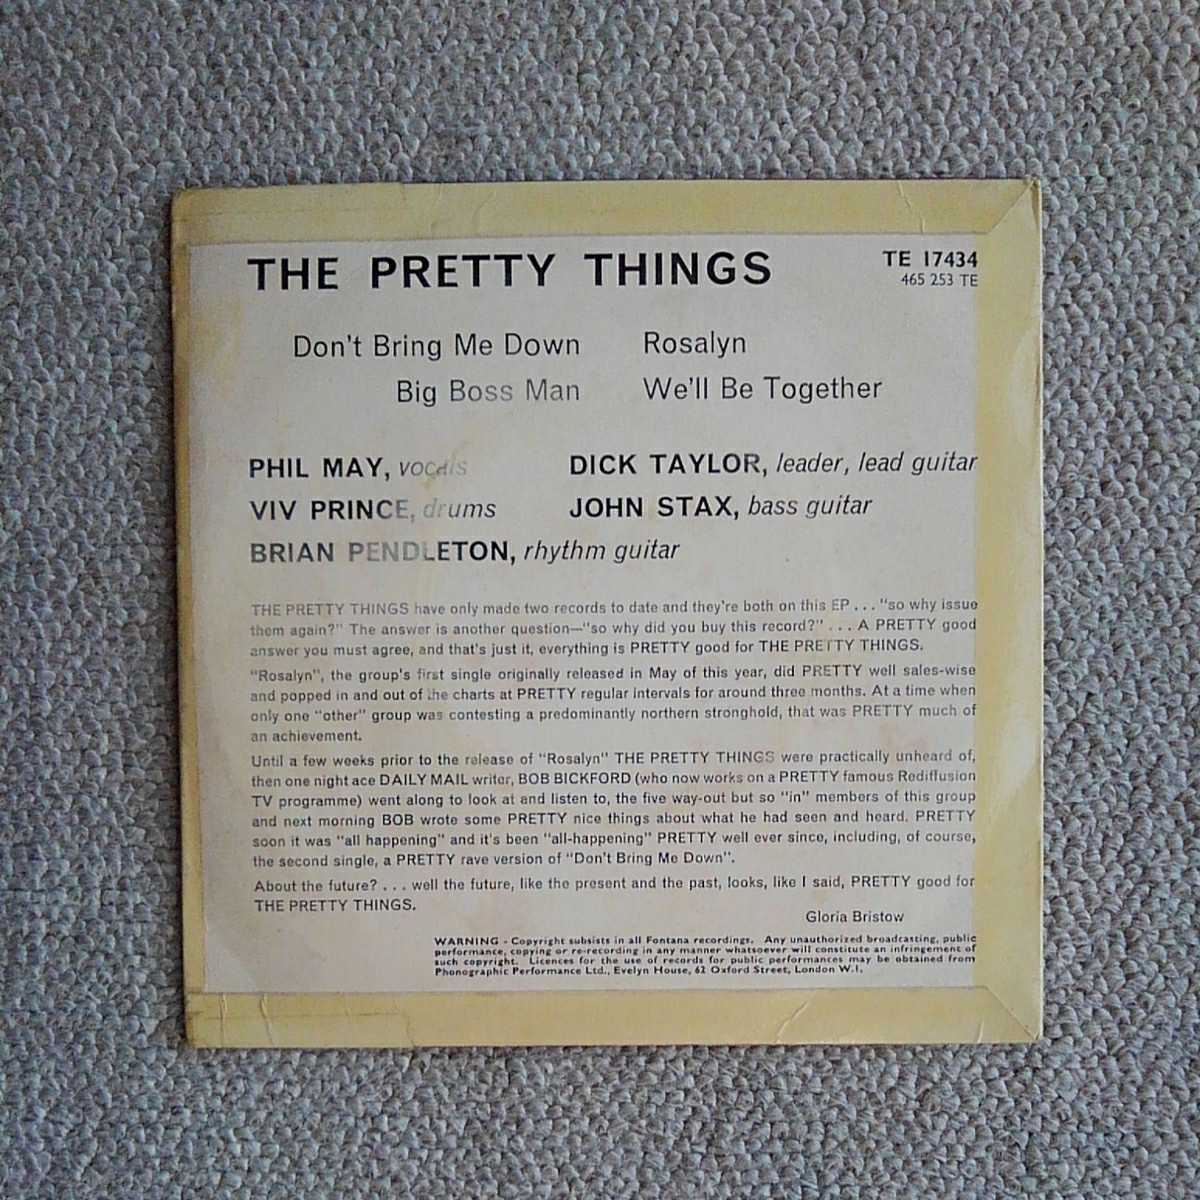 THE PRETTY THINGS TE 17434
465 253 TE
Don't Bring Me Down Rosalyn
Big Boss Man We'll Be Together
PHIL MAY, vocals DICK TAYLOR, leader, lead guitar
VIV PRINCE, drums JOHN STAX, bass guitar
BRIAN PENDLETON, rhythm guitar
THE PRETTY THINGS have only made two records to date and they're both on this EP . . . "so why issue
them again?" The answer is another question—"so why did you buy this record?" . . . A PRETTY good
answer you must agree, and that's just it, everything is PRETTY good for THE PRETTY THINGS.
"Rosalyn", the group's first single originally released in May of this year, did PRETTY well sales-wise
and popped in and out of the charts at PRETTY regular intervals for around three months. At a time when
only one "other" group was contesting a predominantly northern stronghold, that was PRETTY much of
an achievement.
Until a few weeks prior to the release of "Rosalyn" THE PRETTY THINGS were practically unheard of,
then one night ace DAILY MAIL writer, BOB BICKFORD (who now works on a PRETTY famous Rediffusion
TV programme) went along to look at and listen to, the five way-out but so "in" members of this group
and next morning BOB wrote some PRETTY nice things about what he had seen and heard. PRETTY
soon it was "all happening" and it's been "all-happening" PRETTY well ever since, including, of course,
the second single, a PRETTY rave version of "Don't Bring Me Down".
About the future? . . . well the future, like the present and the past, looks, like I said, PRETTY good for
THE PRETTY THINGS.
Gloria Bristow
WARNING - Copyright subsists in all Fontana recordings. Any unauthorized broadcasting, public
performance, copying or re-recording in any manner whatsoever will constitute an infringement of
such copyright. Licences for the use of records for public performances may be obtained from
Phonographic Performance Ltd., Evelyn House, 62 Oxford Street, London W.1.